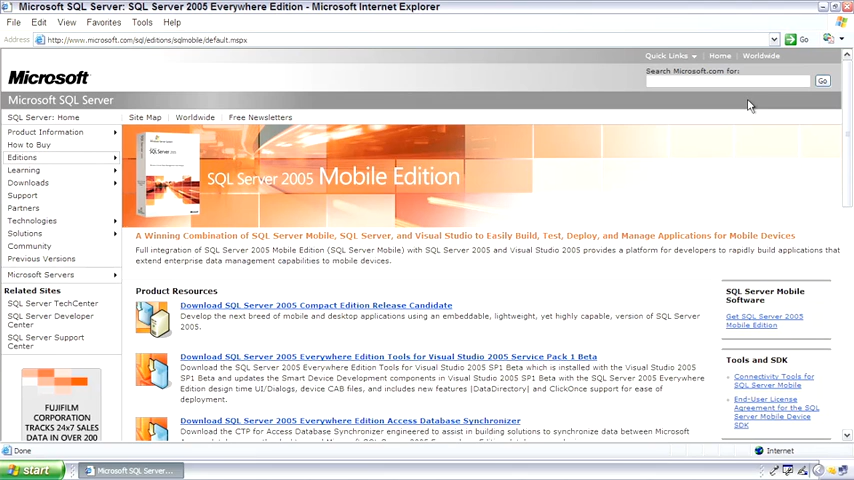 Microsoft SQL Server: SQL Server 2005 Everywhere Edition - Microsoft Internet Explorer
File Edit View Favorites Tools Help
Address http://www.microsoft.com/sql/editions/sqlmobile/default.mspx Go
Quick Links | Home | Worldwide
Microsoft
Search Microsoft.com for:
Go
Microsoft SQL Server
SQL Server: Home
Site Map | Worldwide | Free Newsletters
Product Information
How to Buy
Editions
Learning
Downloads
Support
Partners
Technologies
Solutions
Community
Previous Versions
Microsoft Servers
Related Sites
SQL Server TechCenter
SQL Server Developer
Center
SQL Server Support
Center
FUJIFILM
CORPORATION
TRACKS 24x7 SALES
DATA IN OVER 200
SQL Server 2005
SQL Server 2005 Mobile Edition
A Winning Combination of SQL Server Mobile, SQL Server, and Visual Studio to Easily Build, Test, Deploy, and Manage Applications for Mobile Devices
Full integration of SQL Server 2005 Mobile Edition (SQL Server Mobile) with SQL Server 2005 and Visual Studio 2005 provides a platform for developers to rapidly build applications that
extend enterprise data management capabilities to mobile devices.
Product Resources
Download SQL Server 2005 Compact Edition Release Candidate
Develop the next breed of mobile and desktop applications using an embeddable, lightweight, yet highly capable, version of SQL Server
2005.
Download SQL Server 2005 Everywhere Edition Tools for Visual Studio 2005 Service Pack 1 Beta
Download the SQL Server 2005 Everywhere Edition Tools for Visual Studio 2005 SP1 Beta which is installed with the Visual Studio 2005
SP1 Beta and updates the Smart Device Development components in Visual Studio 2005 SP1 Beta with the SQL Server 2005 Everywhere
Edition design time UI/Dialogs, device CAB files, and includes new features |DataDirectory| and ClickOnce support for ease of
deployment.
Download SQL Server 2005 Everywhere Edition Access Database Synchronizer
Download the CTP for Access Database Synchronizer engineered to assist in building solutions to synchronize data between Microsoft
SQL Server Mobile
Software
Get SQL Server 2005
Mobile Edition
Tools and SDK
Connectivity Tools for
SQL Server Mobile
End-User License
Agreement for the SQL
Server Mobile Device
SDK
Done
Internet
start
Microsoft SQL Server...